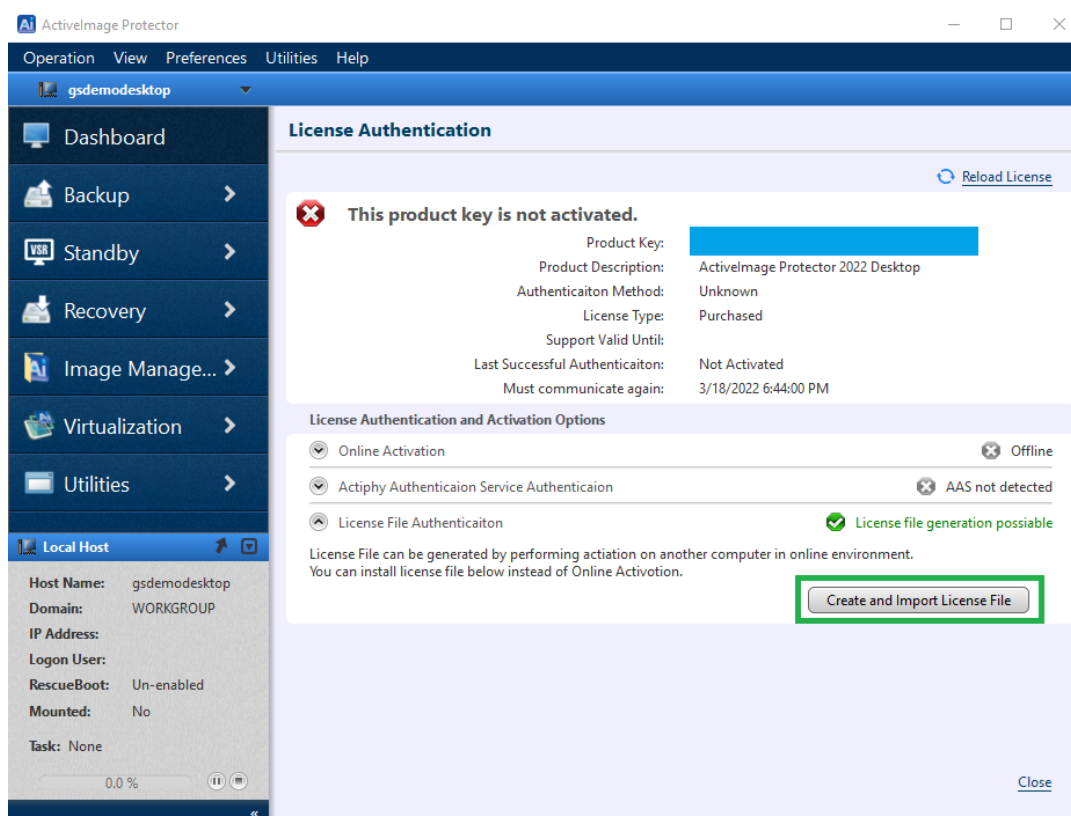 Ai ActiveImage Protector
Operation View Preferences Utilities Help
gsdemodesktop
Dashboard
Backup
VSR Standby
Recovery
Ai Image Manage...
Virtualization
Utilities
Local Host
Host Name: gsdemodesktop
Domain: WORKGROUP
IP Address:
Logon User:
RescueBoot: Un-enabled
Mounted: No
Task: None
0.0 %
«
License Authentication
Reload License
This product key is not activated.
Product Key:
Product Description: ActiveImage Protector 2022 Desktop
Authenticaiton Method: Unknown
License Type: Purchased
Support Valid Until:
Last Successful Authenticaiton: Not Activated
Must communicate again: 3/18/2022 6:44:00 PM
License Authentication and Activation Options
Online Activation Offline
Actiphy Authenticaion Service Authenticaion AAS not detected
License File Authenticaiton License file generation possiable
License File can be generated by performing actiation on another computer in online environment.
You can install license file below instead of Online Activotion.
Create and Import License File
Close